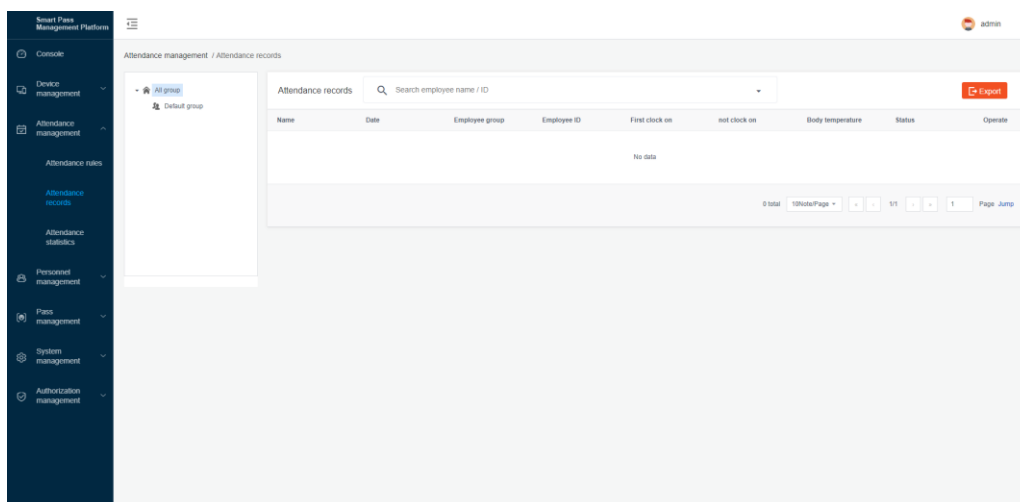 Smart Pass
Management Platform
admin
Console
Device
management
Attendance
management
Attendance rules
Attendance
records
Attendance
statistics
Personnel
management
Pass
management
System
management
Authorization
management
Attendance management / Attendance records
All group
Default group
Attendance records
Search employee name / ID
Export
Name Date Employee group Employee ID First clock on not clock on Body temperature Status Operate
No data
0 total 10Note/Page 1/1 1 Page Jump